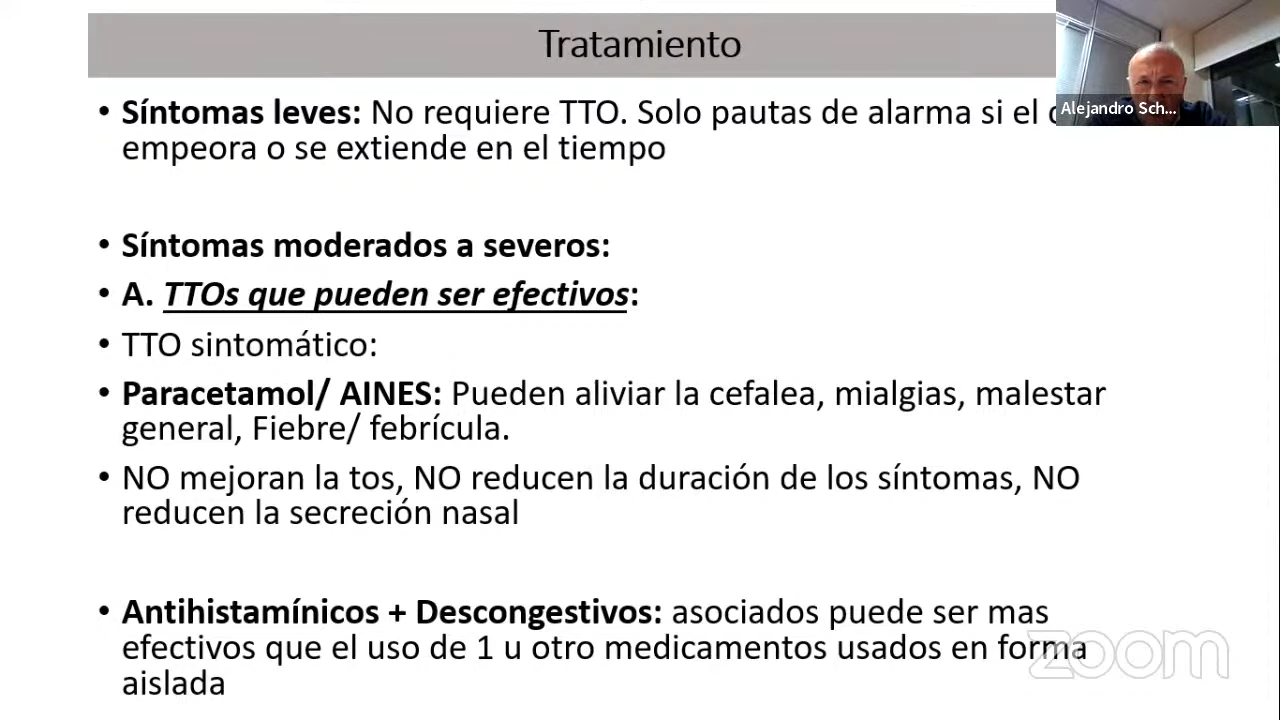 Tratamiento
Alejandro Sch...
• Síntomas leves: No requiere TTO. Solo pautas de alarma si el
empeora o se extiende en el tiempo
• Síntomas moderados a severos:
• A. TTOs que pueden ser efectivos:
• TTO sintomático:
• Paracetamol/ AINES: Pueden aliviar la cefalea, mialgias, malestar
general, Fiebre/ febrícula.
• NO mejoran la tos, NO reducen la duración de los síntomas, NO
reducen la secreción nasal
• Antihistamínicos + Descongestivos: asociados puede ser mas
efectivos que el uso de 1 u otro medicamentos usados en forma
aislada
zoom